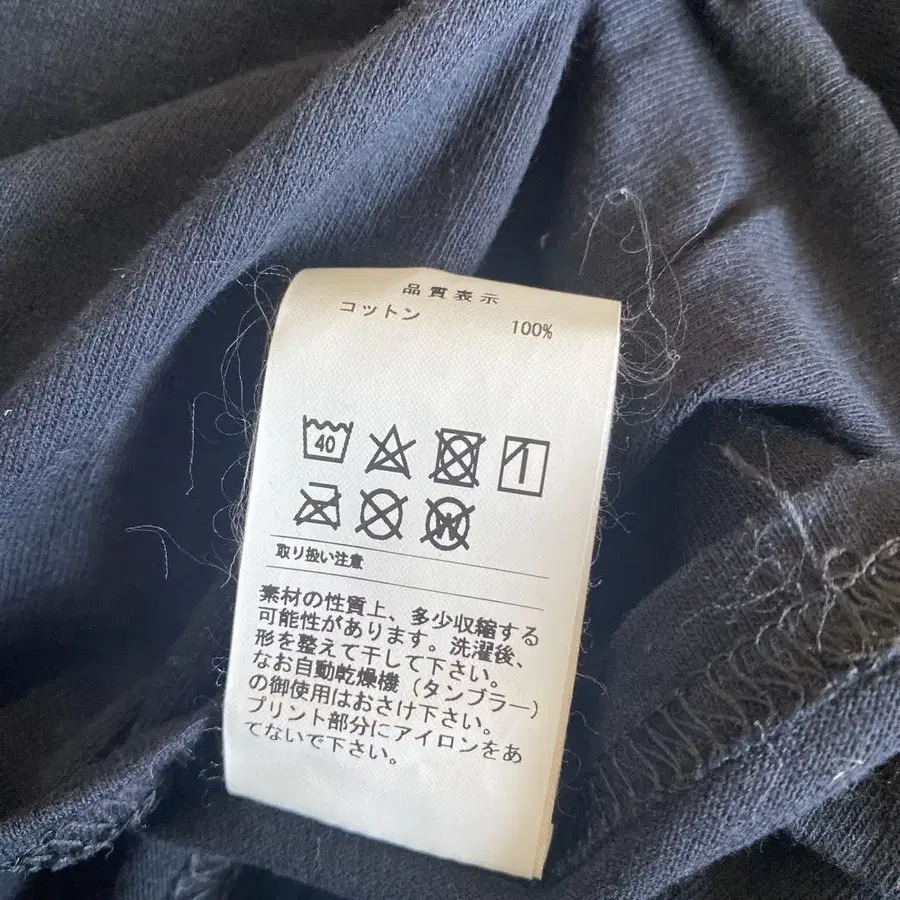 品質表示
コットン 100%
40
W
取り扱い注意
素材の性質上、多少収縮する
可能性があります。洗濯後、
形を整えて干して下さい。
なお自動乾燥機（タンブラー）
の御使用はおさけ下さい。
プリント部分にアイロンをあ
てないで下さい。